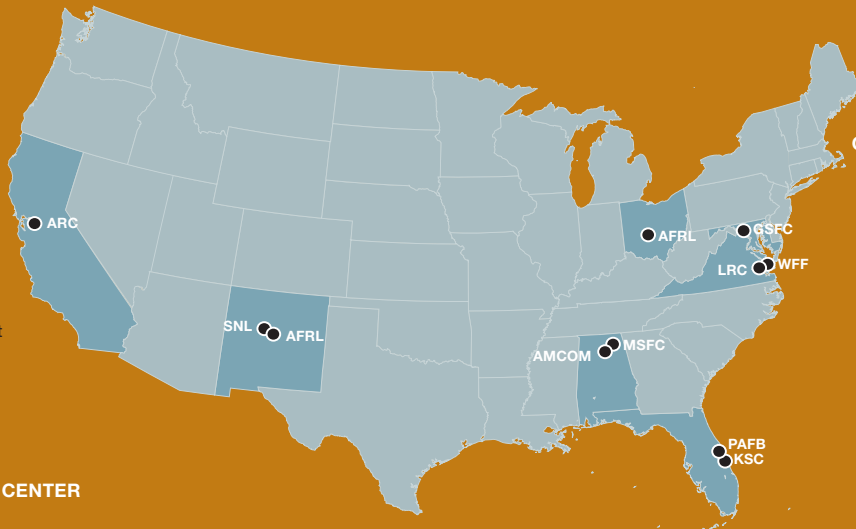 ARC
GSFC
AFRL
WFF
LRC
SNL
AFRL
MSFC
AMCOM
PAFB
KSC
CENTER